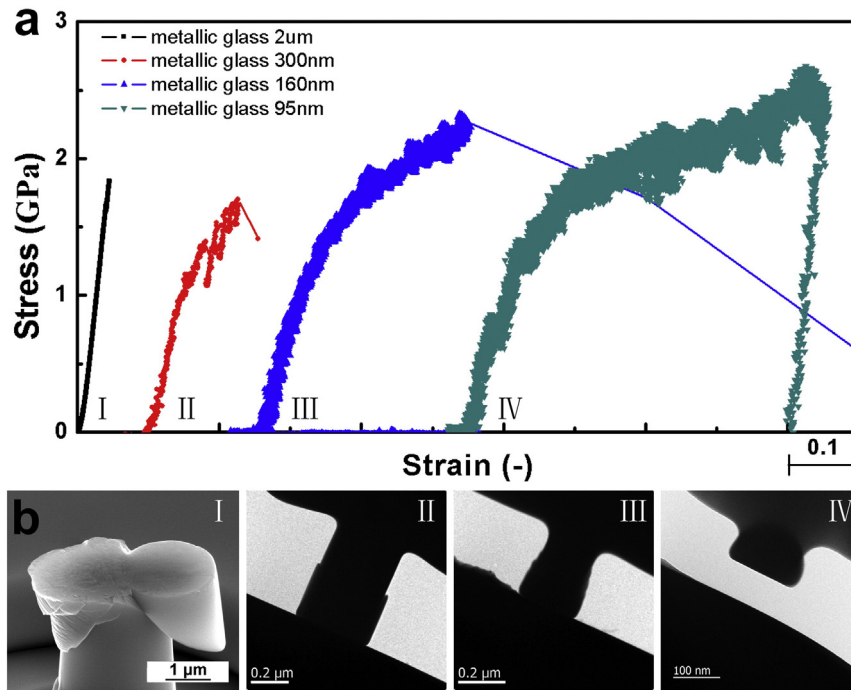 a
3
2
1
0
Stress (GPa)
metallic glass 2um
metallic glass 300nm
metallic glass 160nm
metallic glass 95nm
I
II
III
IV
Strain (-)
0.1
b
I
1 µm
II
0.2 µm
III
0.2 µm
IV
100 nm